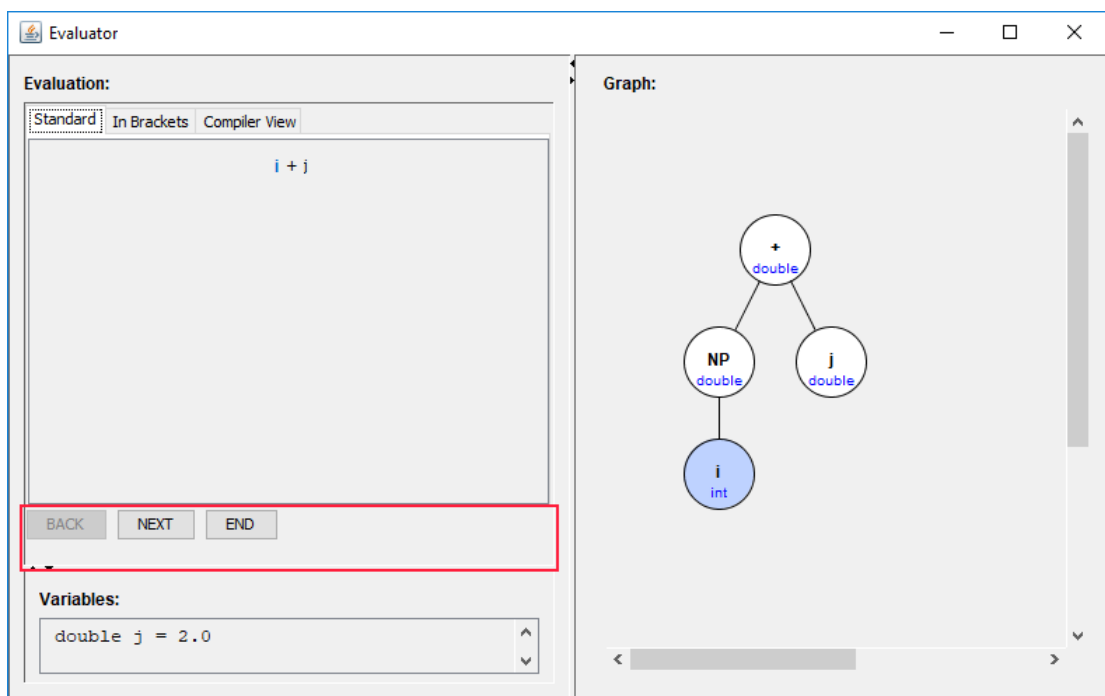 Evaluator
Evaluation:
Standard In Brackets Compiler View
i + j
BACK NEXT END
Variables:
double j = 2.0
Graph:
+
double
NP
double
j
double
i
int